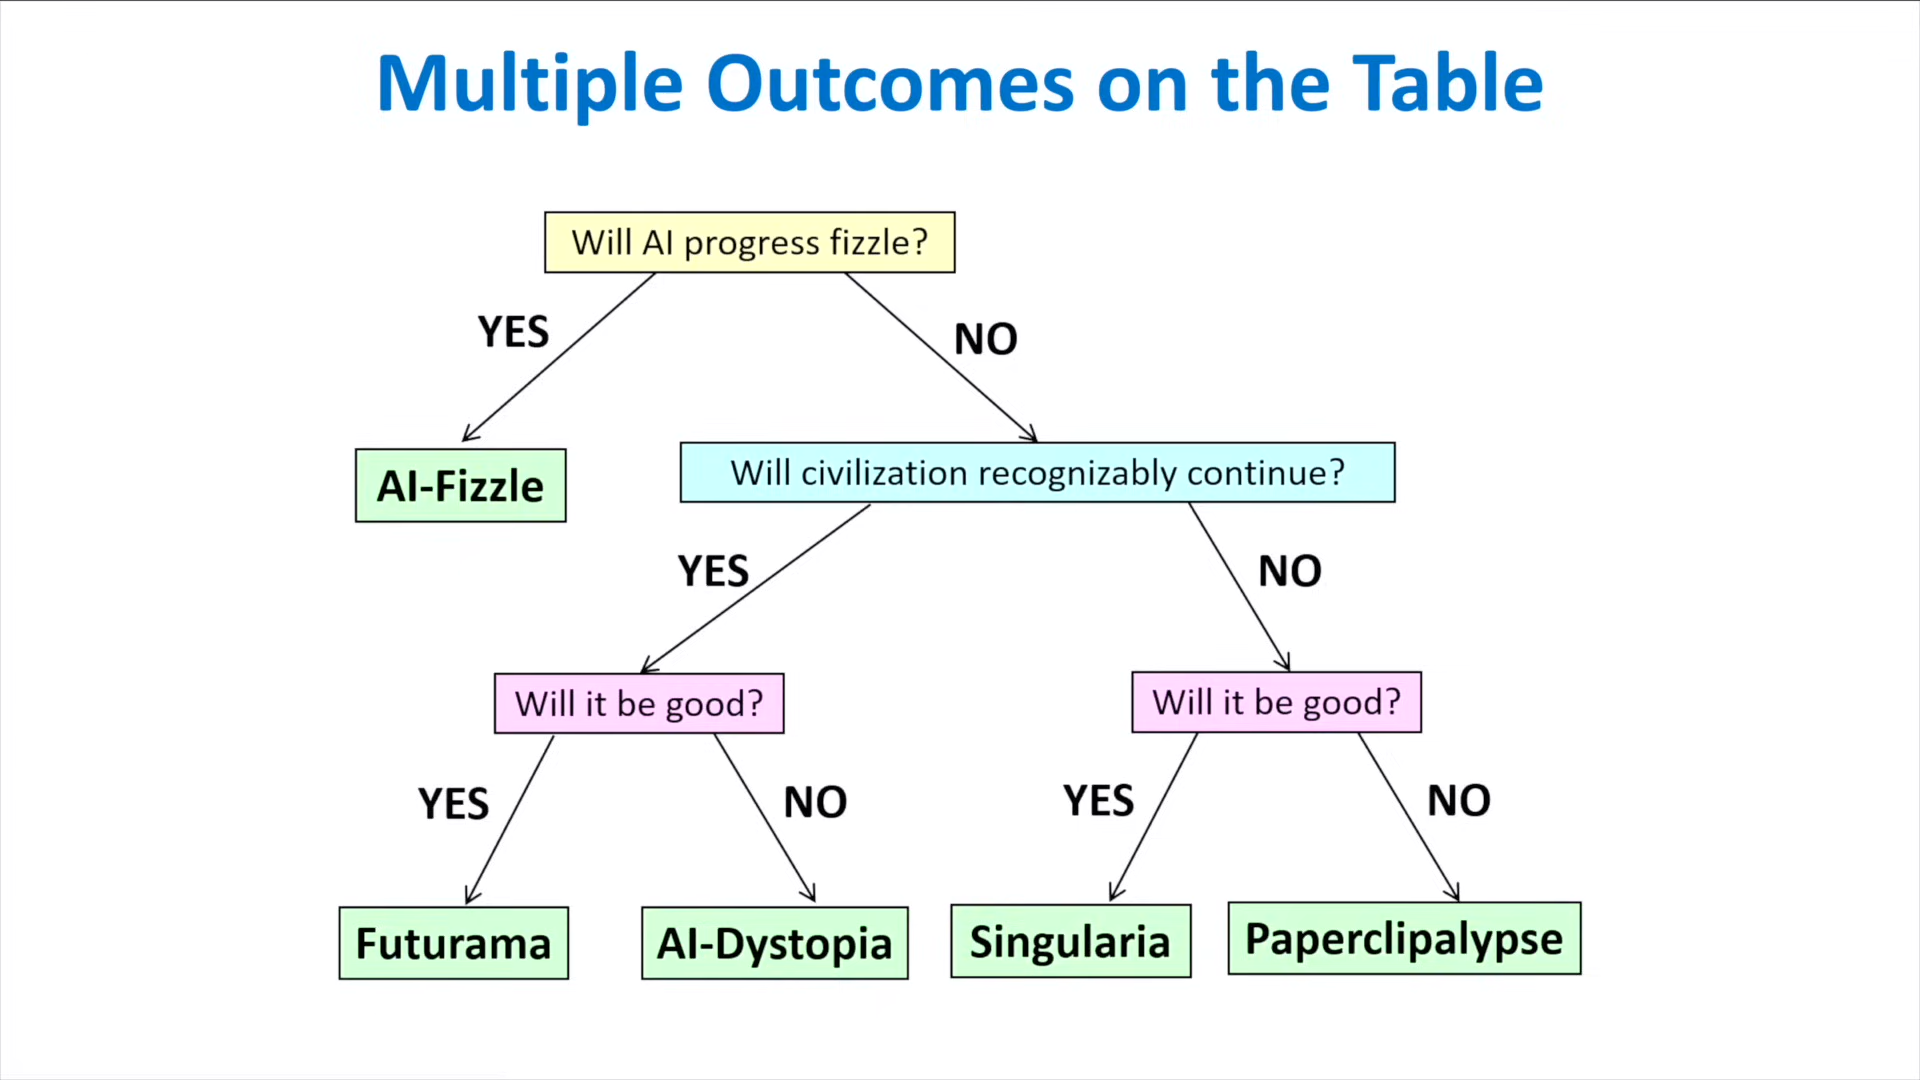 Multiple Outcomes on the Table
Will AI progress fizzle?
YES
NO
AI-Fizzle
Will civilization recognizably continue?
YES
NO
Will it be good?
Will it be good?
YES
NO
YES
NO
Futurama
AI-Dystopia
Singularia
Paperclipalypse